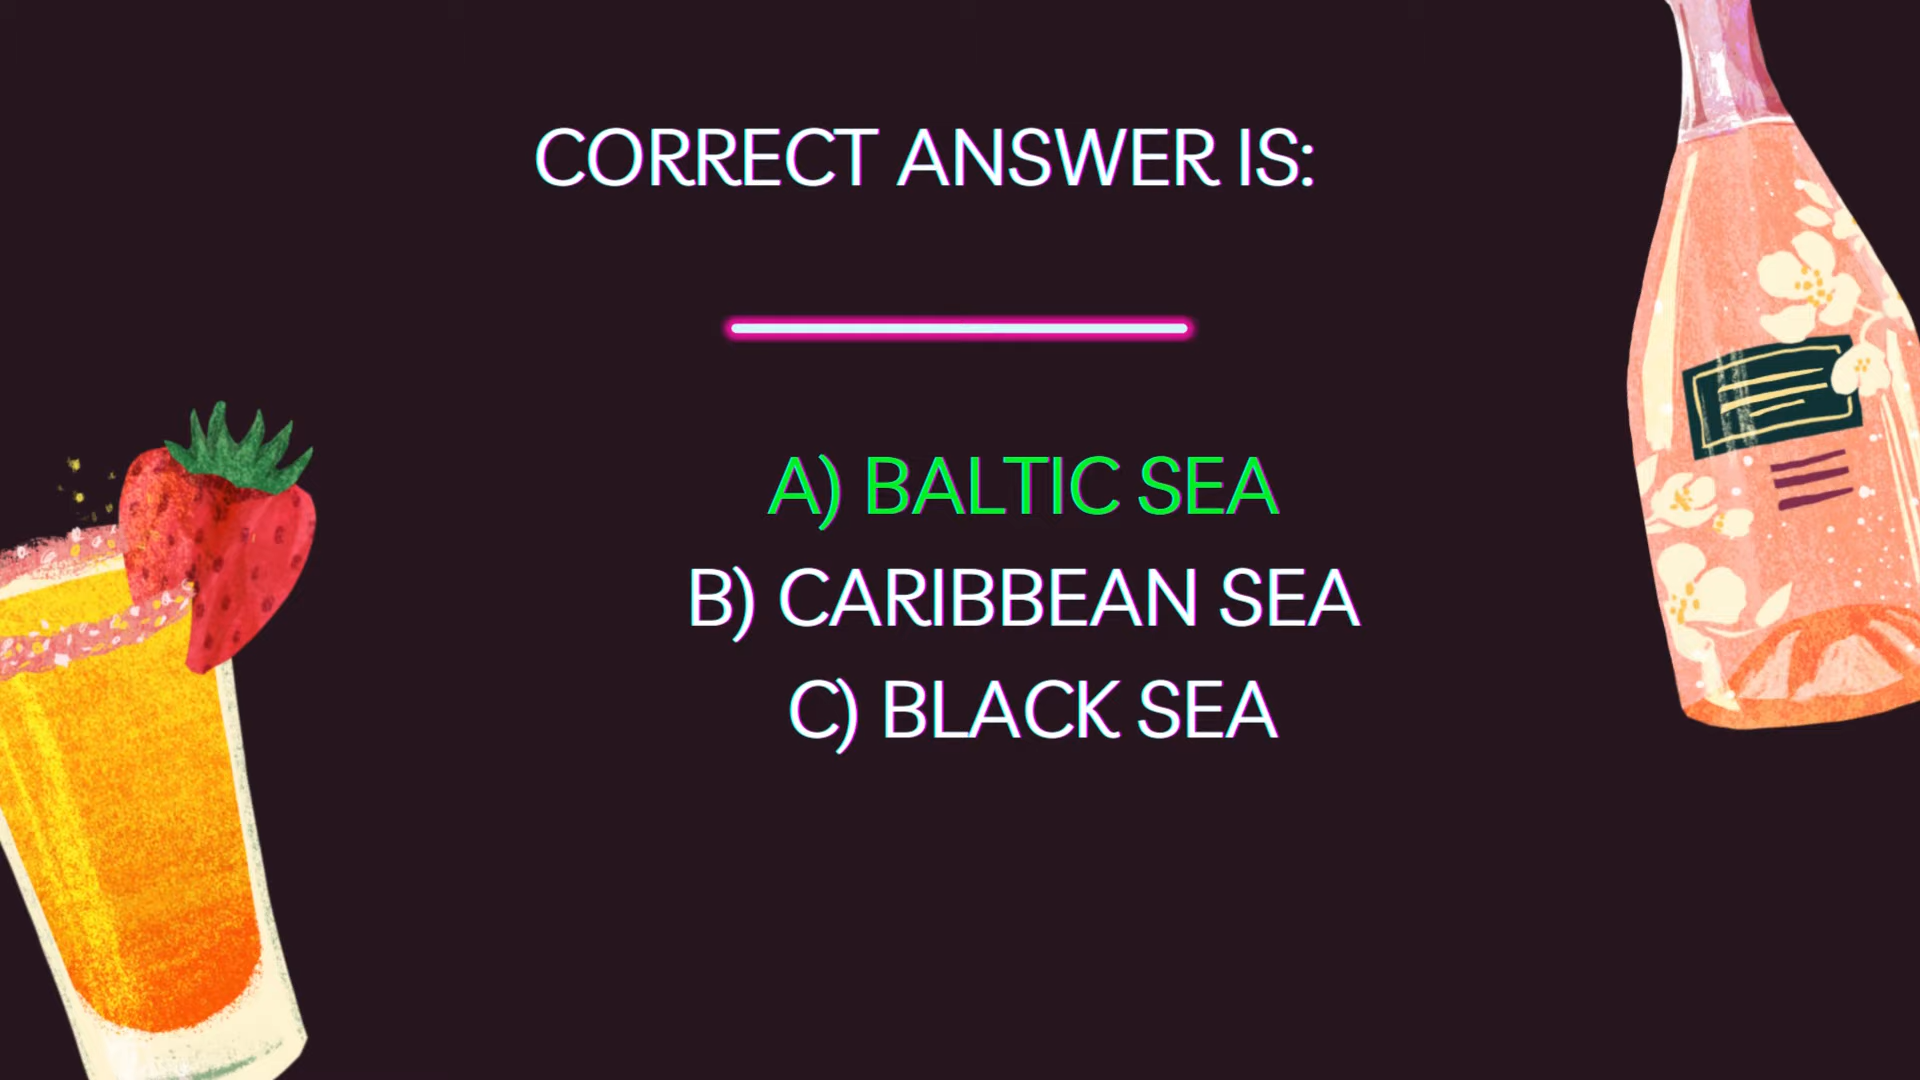 CORRECT ANSWER IS:
A) BALTIC SEA
B) CARIBBEAN SEA
C) BLACK SEA